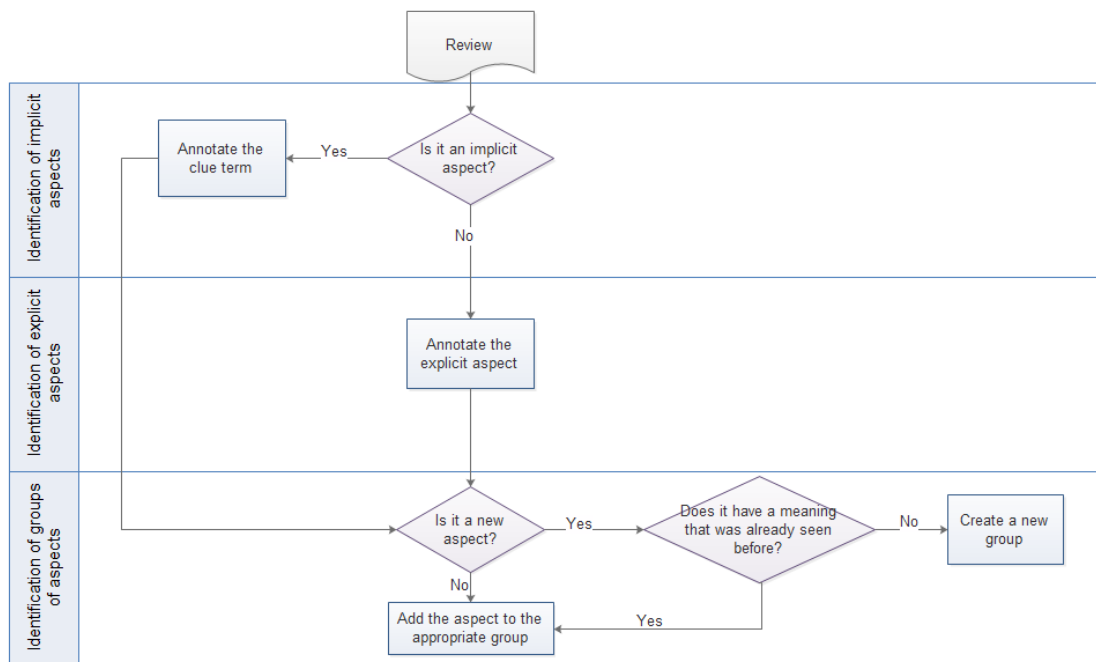 Review
Identification of implicit
aspects
Annotate the
clue term
Yes
Is it an implicit
aspect?
No
Identification of explicit
aspects
Annotate the
explicit aspect
Identification of groups
of aspects
Is it a new
aspect?
Yes
Does it have a meaning
that was already seen
before?
No
Create a new
group
No
Add the aspect to the
appropriate group
Yes